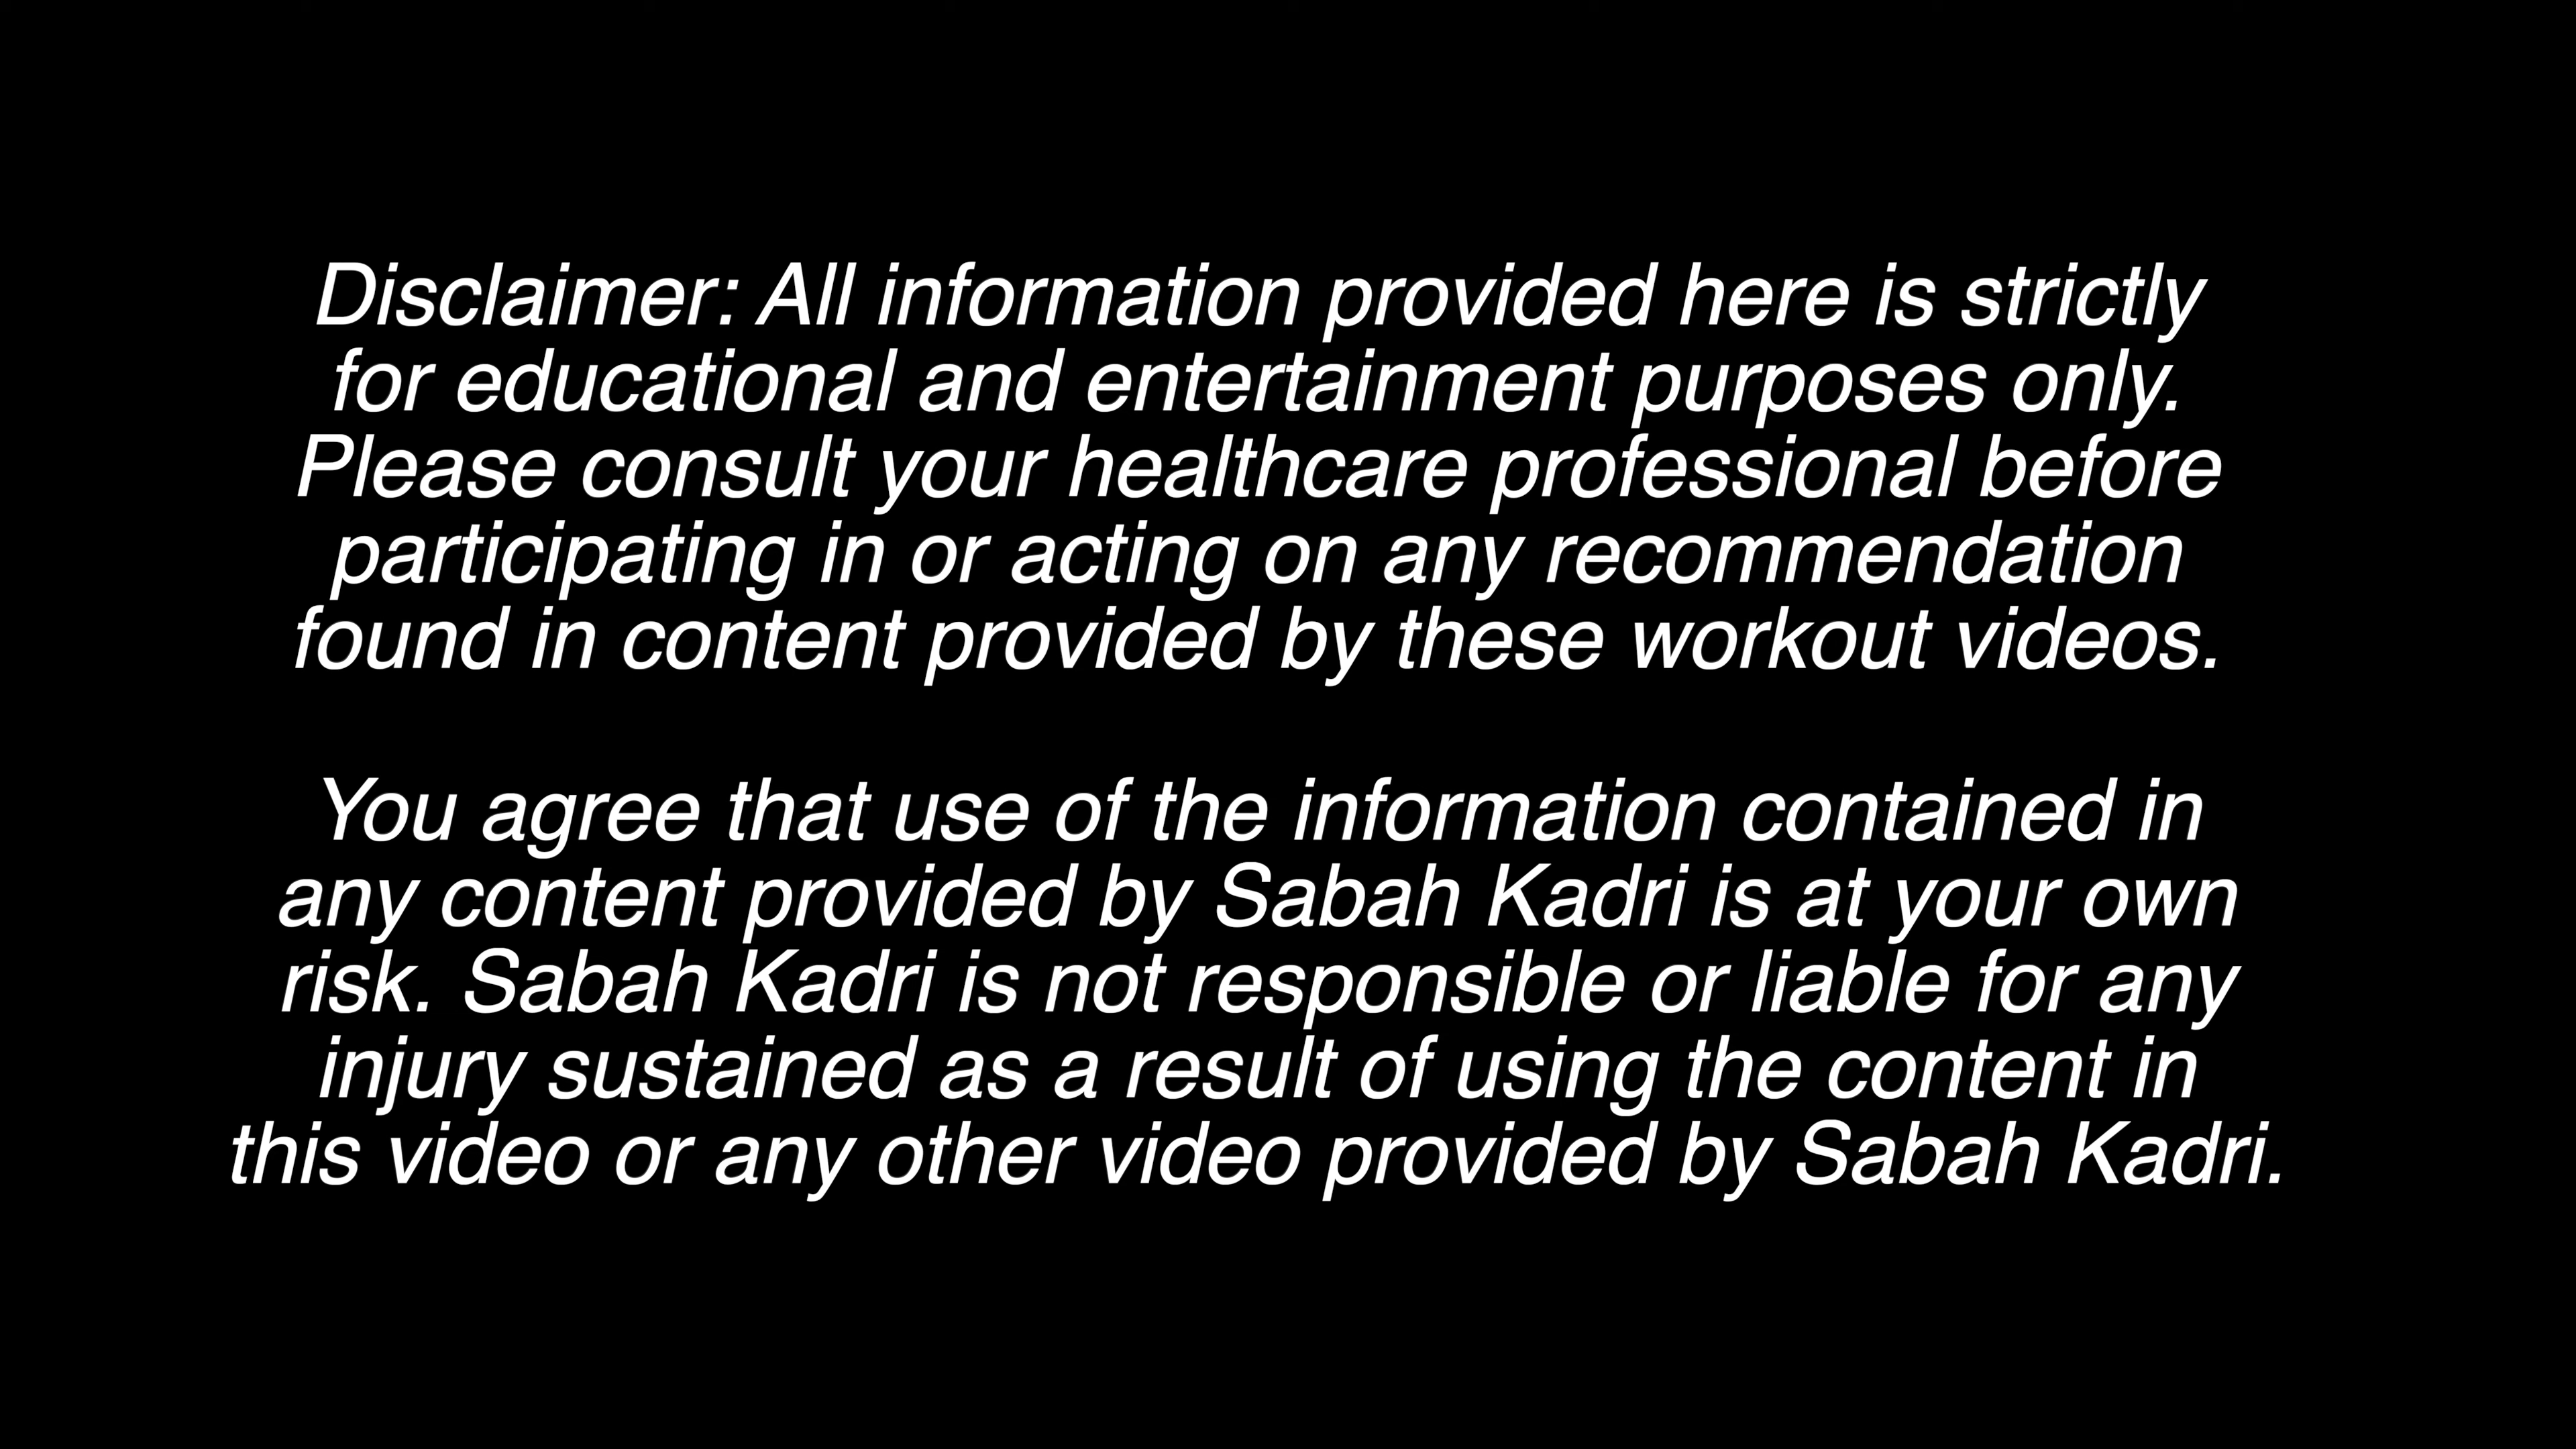 Disclaimer: All information provided here is strictly
for educational and entertainment purposes only.
Please consult your healthcare professional before
participating in or acting on any recommendation
found in content provided by these workout videos.
You agree that use of the information contained in
any content provided by Sabah Kadri is at your own
risk. Sabah Kadri is not responsible or liable for any
injury sustained as a result of using the content in
this video or any other video provided by Sabah Kadri.